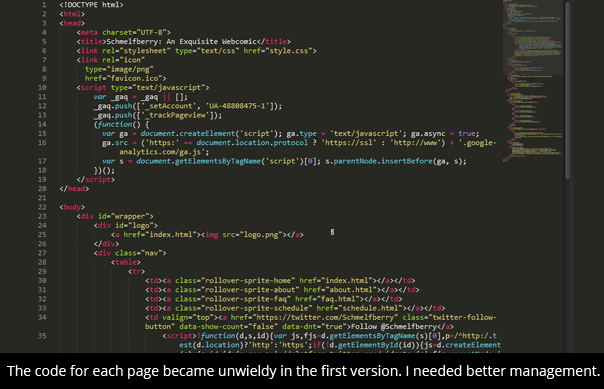 1 <!DOCTYPE html>
2 <html>
3 <head>
4 <meta charset="UTF-8">
5 <title>Schmelfberry: An Exquisite Webcomic</title>
6 <link rel="stylesheet" type="text/css" href="style.css">
7 <link rel="icon"
8 type="image/png"
9 href="favicon.ico">
10 <script type="text/javascript">
11 var _gaq = _gaq || [];
12 _gaq.push(['_setAccount', 'UA-48808475-1']);
13 _gaq.push(['_trackPageview']);
14 (function() {
15 var ga = document.createElement('script'); ga.type = 'text/javascript'; ga.async = true;
16 ga.src = ('https:' == document.location.protocol ? 'https://ssl' : 'http://www') + '.google-
analytics.com/ga.js';
17 var s = document.getElementsByTagName('script')[0]; s.parentNode.insertBefore(ga, s);
18 })();
19 </script>
20 </head>
21
22 <body>
23 <div id="wrapper">
24 <div id="logo">
25 <a href="index.html"><img src="logo.png"></a>
26 </div>
27 <div class="nav">
28 <table>
29 <tr>
30 <td><a class="rollover-sprite-home" href="index.html"></a></td>
31 <td><a class="rollover-sprite-about" href="about.html"></a></td>
32 <td><a class="rollover-sprite-faq" href="faq.html"></a></td>
33 <td><a class="rollover-sprite-schedule" href="schedule.html"></a></td>
34 <td valign="top"><a href="https://twitter.com/Schmelfberry" class="twitter-follow-
button" data-show-count="false" data-dnt="true">Follow @Schmelfberry</a>
35 <script>!function(d,s,id){var js,fjs=d.getElementsByTagName(s)[0],p=/^http:/.t
est(d.location)?'http':'https';if(!d.getElementById(id)){js=d.createElement
The code for each page became unwieldy in the first version. I needed better management.